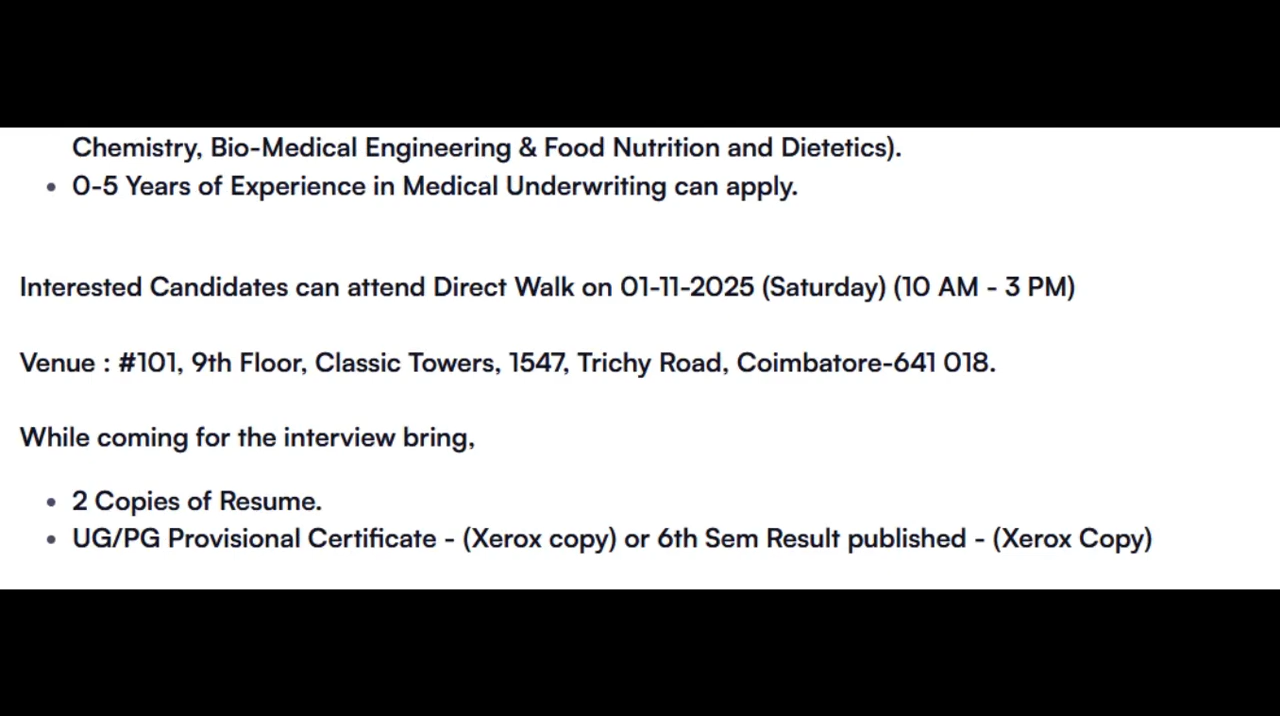 Chemistry, Bio-Medical Engineering & Food Nutrition and Dietetics).
• 0-5 Years of Experience in Medical Underwriting can apply.
Interested Candidates can attend Direct Walk on 01-11-2025 (Saturday) (10 AM - 3 PM)
Venue : #101, 9th Floor, Classic Towers, 1547, Trichy Road, Coimbatore-641 018.
While coming for the interview bring,
• 2 Copies of Resume.
• UG/PG Provisional Certificate - (Xerox copy) or 6th Sem Result published - (Xerox Copy)